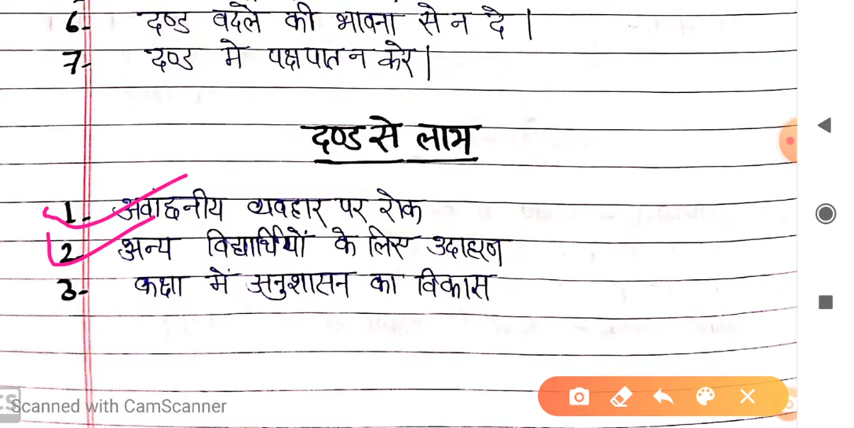 6- दण्ड बदले की भावना से न दे |
7- दण्ड मे पक्षपात न करे |
दण्ड से लाभ
1- अवांछनीय व्यवहार पर रोक
2- अन्य विद्यार्थियों के लिए उदाहरण
3- कक्षा में अनुशासन का विकास
CS Scanned with CamScanner